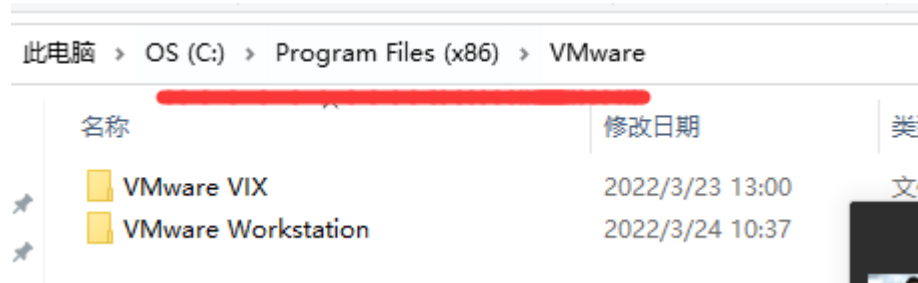 此电脑 > OS (C:) > Program Files (x86) > VMware
名称 修改日期
VMware VIX 2022/3/23 13:00
VMware Workstation 2022/3/24 10:37